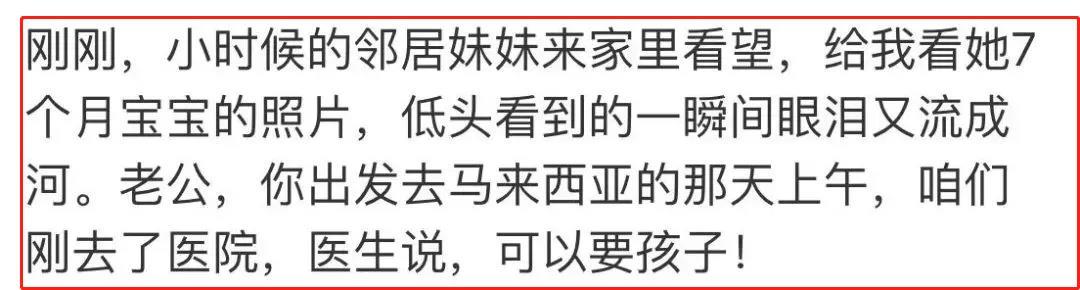 刚刚，小时候的邻居妹妹来家里看望，给我看她7
个月宝宝的照片，低头看到的一瞬间眼泪又流成
河。老公，你出发去马来西亚的那天上午，咱们
刚去了医院，医生说，可以要孩子！